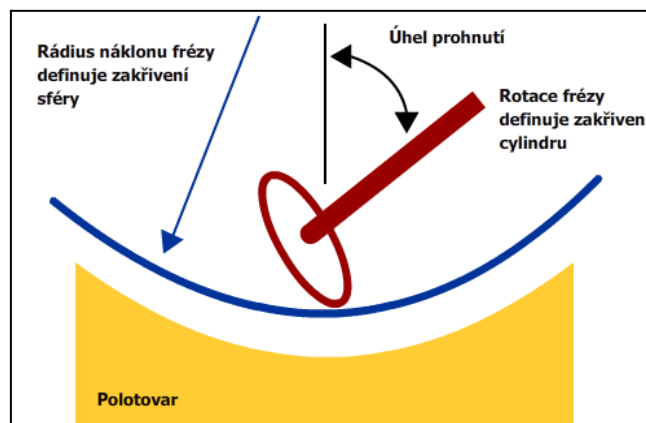 Rádius náklonu frézy
definuje zakřivení
sféry
Úhel prohnutí
Rotace frézy
definuje zakřiven
cylindru
Polotovar